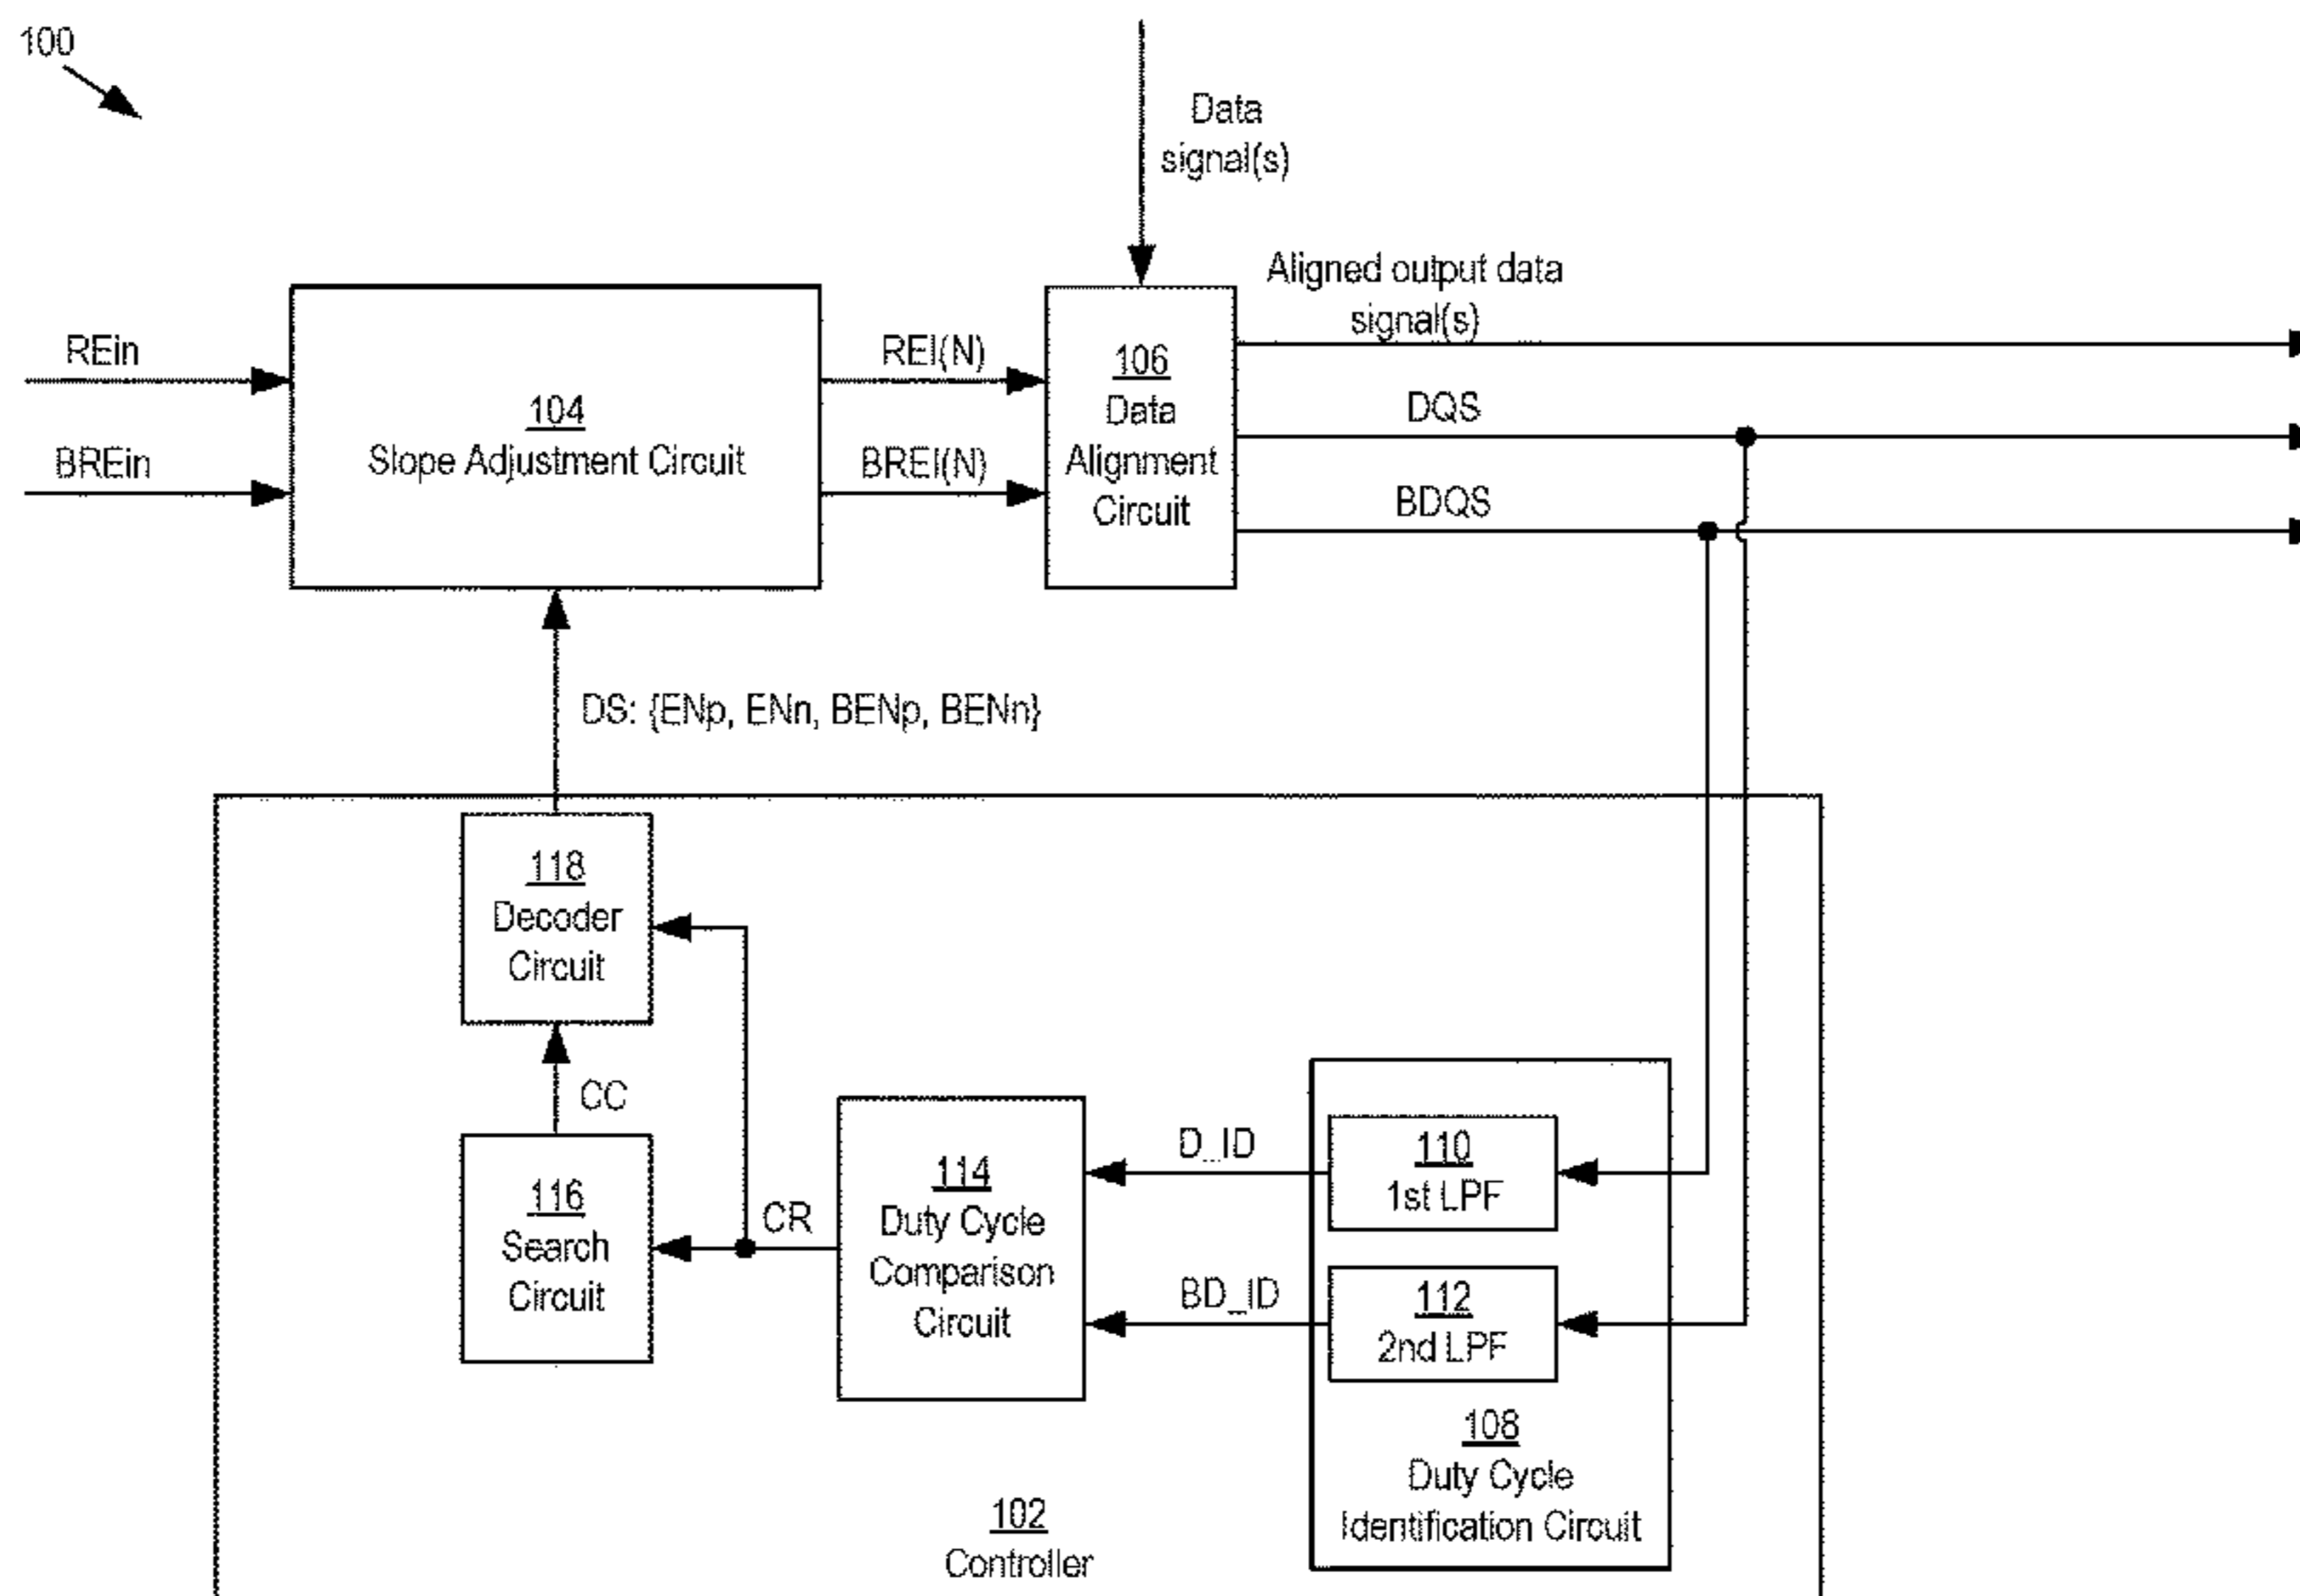 100
Data
signal(s)
Aligned output data
signal(s)
REin
BREin
104
Slope Adjustment Circuit
REI(N)
BREI(N)
106
Data
Alignment
Circuit
DQS
BDQS
DS: {ENp, ENn, BENp, BENn}
118
Decoder
Circuit
CC
116
Search
Circuit
CR
114
Duty Cycle
Comparison
Circuit
D_ID
BD_ID
110
1st LPF
112
2nd LPF
108
Duty Cycle
Identification Circuit
102
Controller